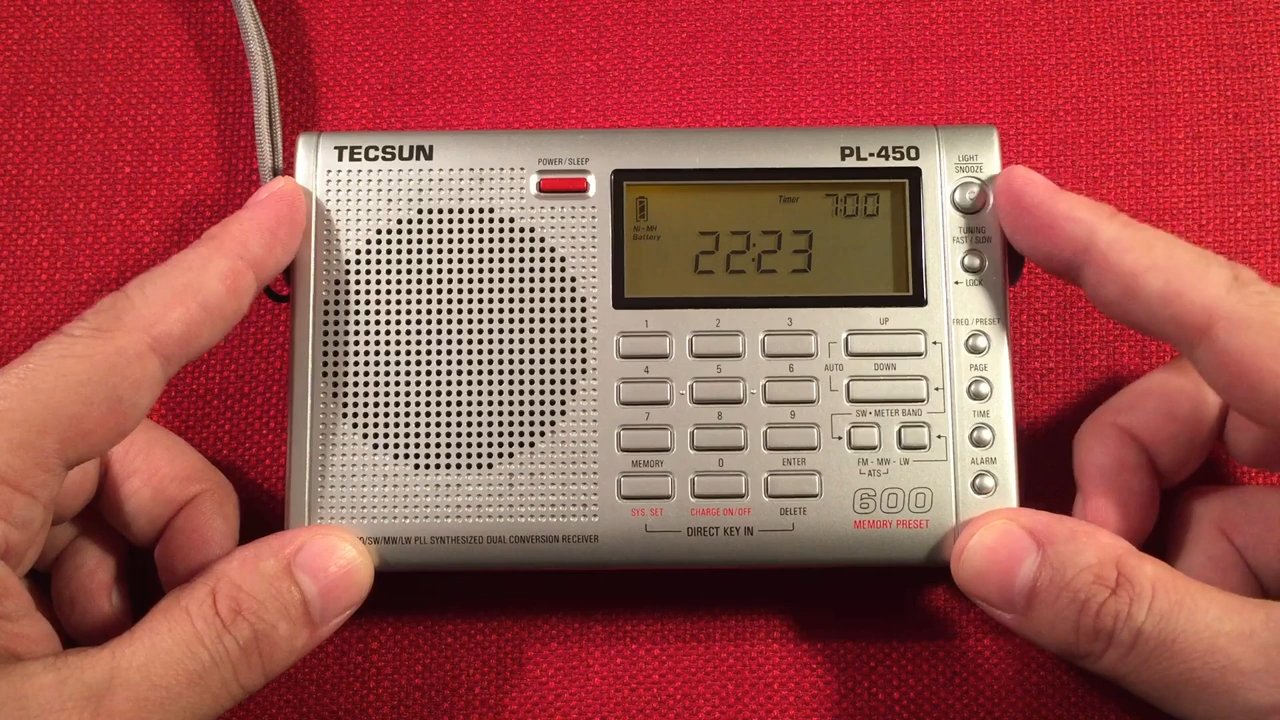 TECSUN
POWER/SLEEP
PL-450
LIGHT
SNOOZE
Timer 7:00
Ni-MH
Battery
22:23
TUNING
FAST/SLOW
← LOCK
1 2 3 UP
FREQ./PRESET
4 5 6 AUTO DOWN
PAGE
7 8 9 SW • METER BAND
TIME
MEMORY 0 ENTER FM - MW - LW
ATS
ALARM
SYS. SET CHARGE ON/OFF DELETE
600
MEMORY PRESET
DIRECT KEY IN
/SW/MW/LW PLL SYNTHESIZED DUAL CONVERSION RECEIVER